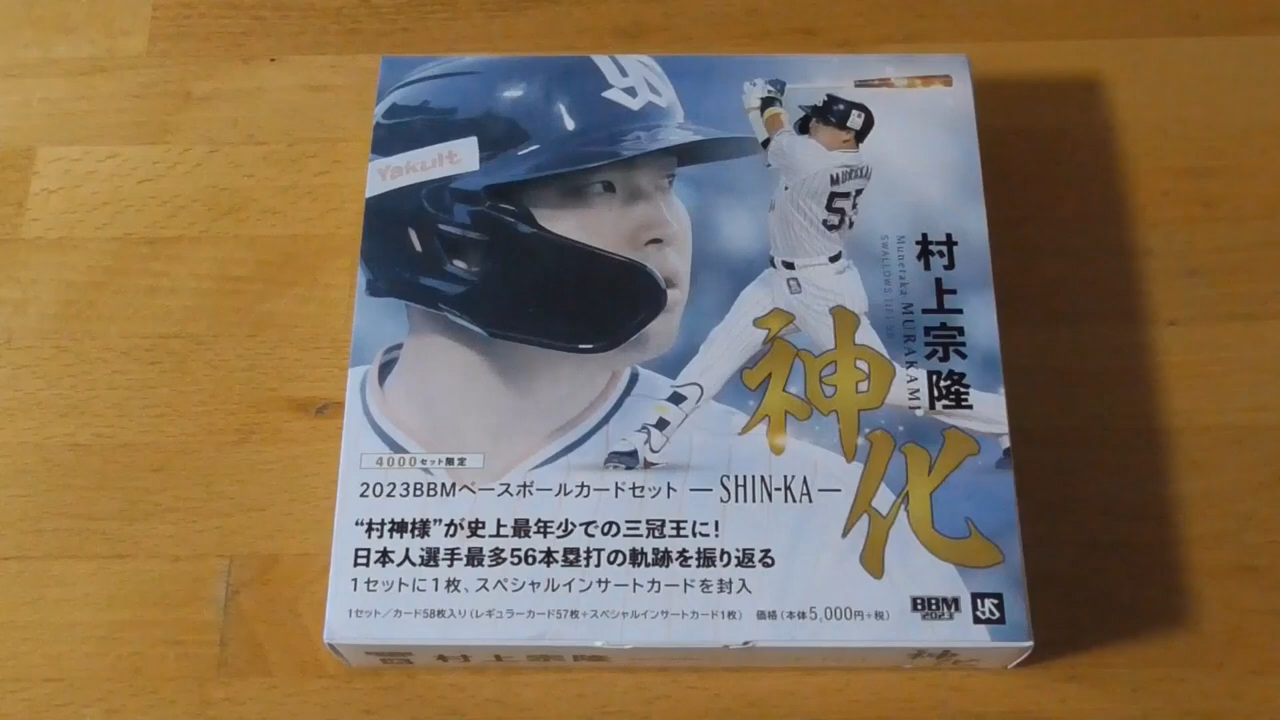 YS
Yakult
55
村上宗隆
Munetaka MURAKAMI
神化
4000セット限定
2023BBMベースボールカードセット ―SHIN-KA―
“村神様”が史上最年少での三冠王に!
日本人選手最多56本塁打の軌跡を振り返る
1セットに1枚、スペシャルインサートカードを封入
1セット/カード58枚入り(レギュラーカード57枚+スペシャルインサートカード1枚) 価格(本体5,000円+税)
BBM
2023
YS
村上宗隆
神化